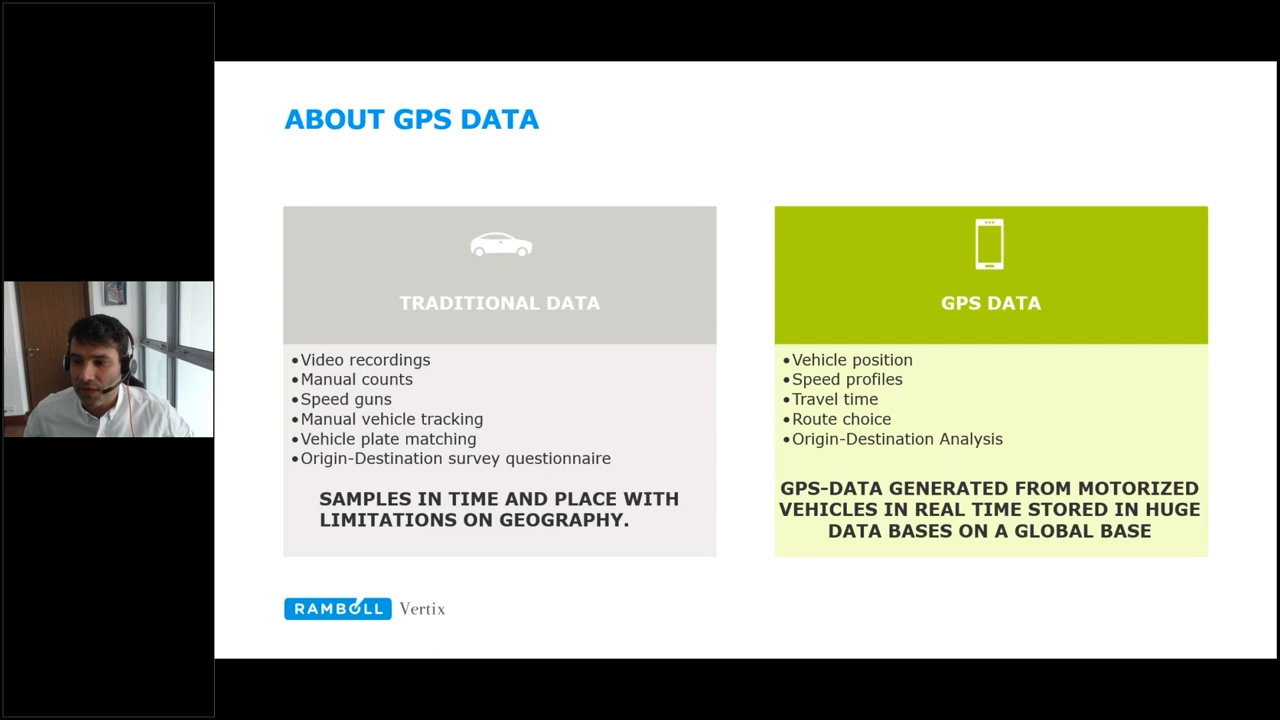 ABOUT GPS DATA
TRADITIONAL DATA
•Video recordings
•Manual counts
•Speed guns
•Manual vehicle tracking
•Vehicle plate matching
•Origin-Destination survey questionnaire
SAMPLES IN TIME AND PLACE WITH
LIMITATIONS ON GEOGRAPHY.
GPS DATA
•Vehicle position
•Speed profiles
•Travel time
•Route choice
•Origin-Destination Analysis
GPS-DATA GENERATED FROM MOTORIZED
VEHICLES IN REAL TIME STORED IN HUGE
DATA BASES ON A GLOBAL BASE
RAMBOLL Vertix